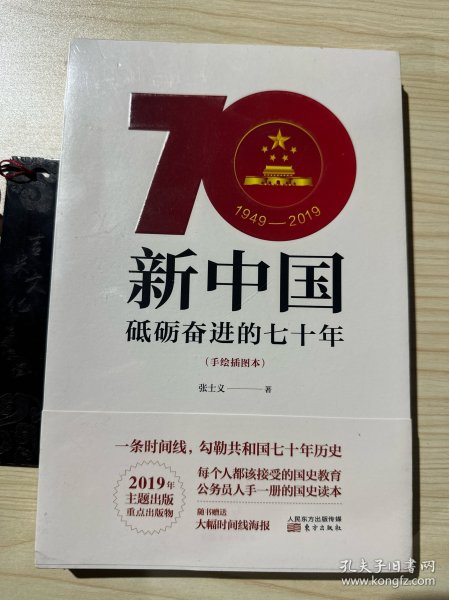 70
1949—2019
新中国
砥砺奋进的七十年
(手绘插图本)
张士义——著
一条时间线，勾勒共和国七十年历史
2019年
主题出版
重点出版物
每个人都该接受的国史教育
公务员人手一册的国史读本
随书赠送
大幅时间线海报
人民东方出版传媒
东方出版社
孔夫子旧书网
www.kongfz.com